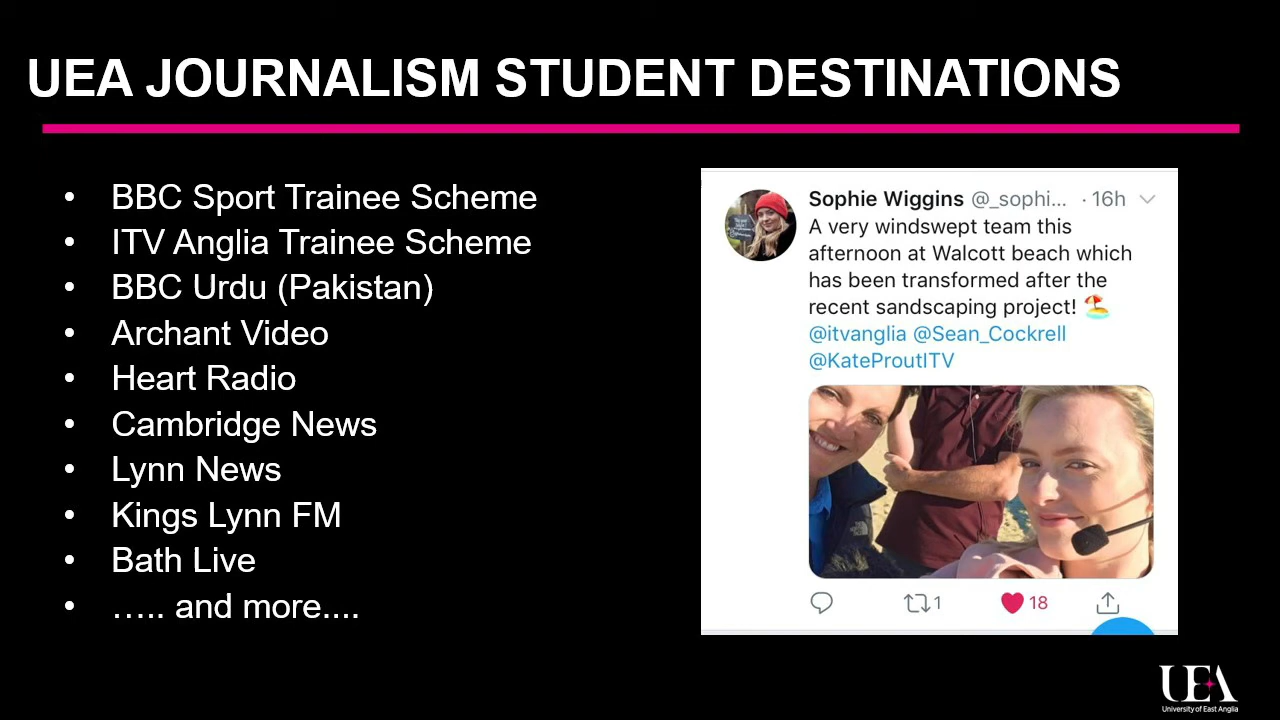 UEA JOURNALISM STUDENT DESTINATIONS
• BBC Sport Trainee Scheme
• ITV Anglia Trainee Scheme
• BBC Urdu (Pakistan)
• Archant Video
• Heart Radio
• Cambridge News
• Lynn News
• Kings Lynn FM
• Bath Live
• ….. and more....
Sophie Wiggins @_sophi... · 16h
A very windswept team this
afternoon at Walcott beach which
has been transformed after the
recent sandscaping project! 🏖️
@itvanglia @Sean_Cockrell
@KateProutITV
1 18
UEA
University of East Anglia